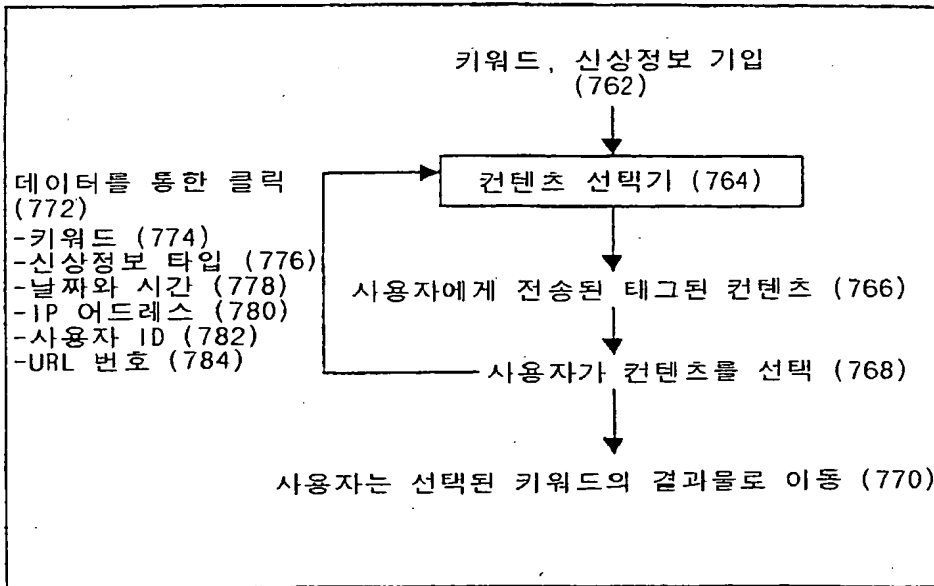 키워드, 신상정보 기입
(762)
컨텐츠 선택기 (764)
데이터를 통한 클릭
(772)
-키워드 (774)
-신상정보 타입 (776)
-날짜와 시간 (778)
-IP 어드레스 (780)
-사용자 ID (782)
-URL 번호 (784)
사용자에게 전송된 태그된 컨텐츠 (766)
사용자가 컨텐츠를 선택 (768)
사용자는 선택된 키워드의 결과물로 이동 (770)